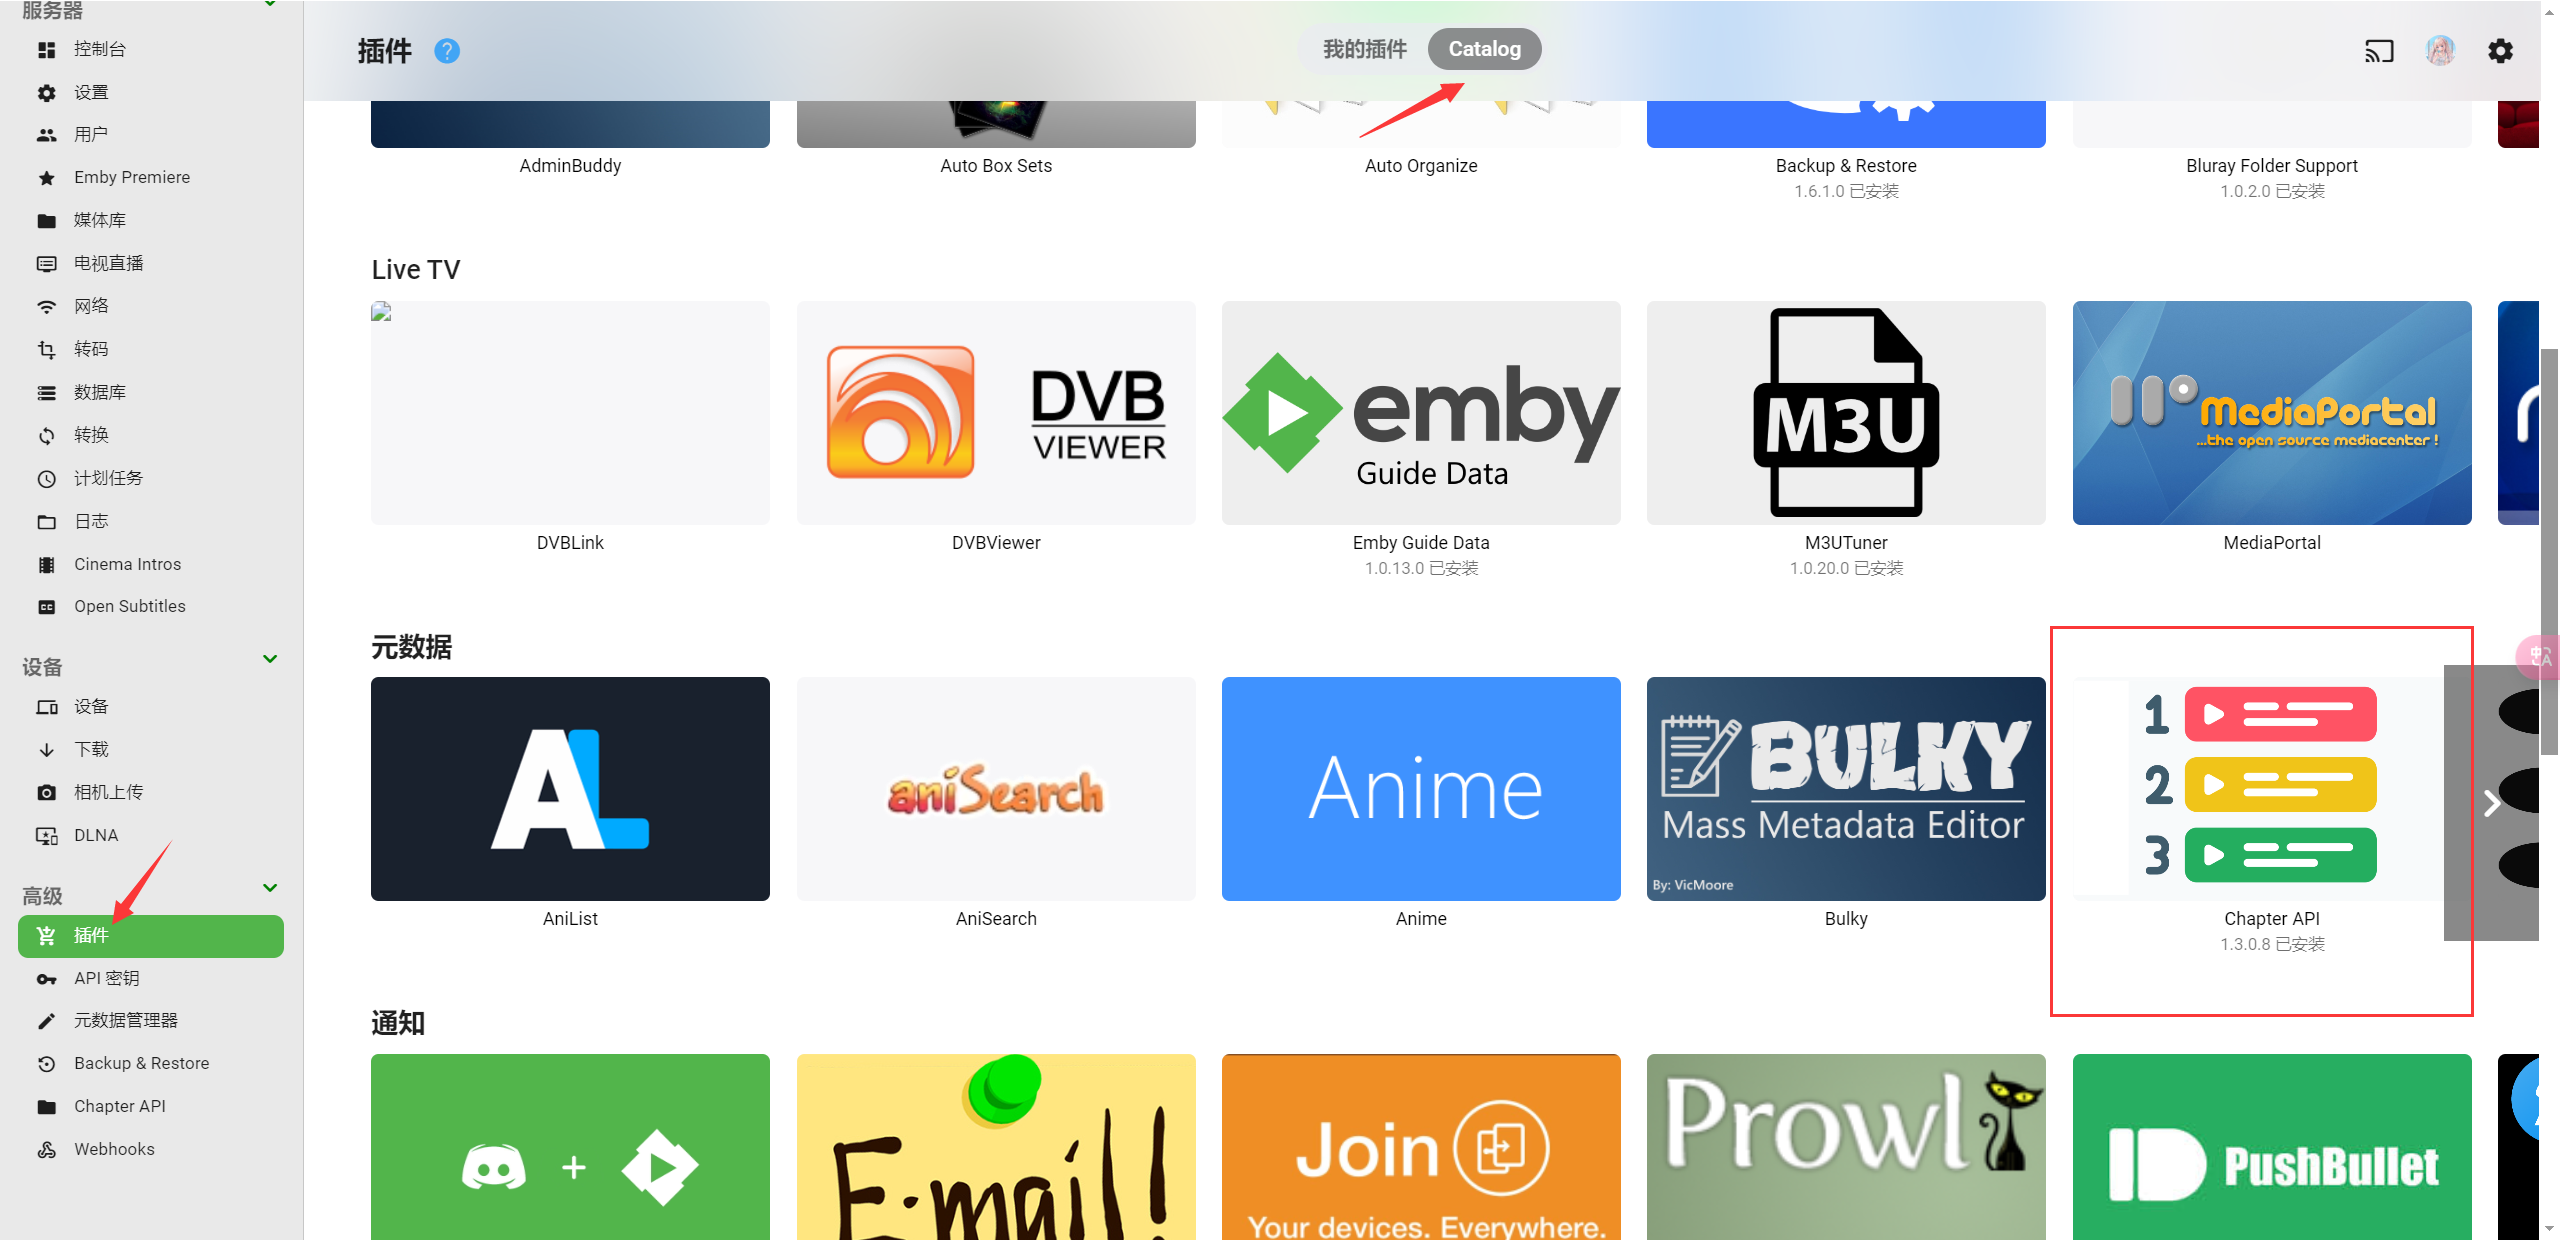 服务器
控制台
设置
用户
Emby Premiere
媒体库
电视直播
网络
转码
数据库
转换
计划任务
日志
Cinema Intros
Open Subtitles
设备
设备
下载
相机上传
DLNA
高级
插件
API 密钥
元数据管理器
Backup & Restore
Chapter API
Webhooks
插件
我的插件 Catalog
AdminBuddy
Auto Box Sets
Auto Organize
Backup & Restore
1.6.1.0 已安装
Bluray Folder Support
1.0.2.0 已安装
Live TV
DVB
VIEWER
emby
Guide Data
M3U
MediaPortal
...the open source mediacenter !
DVBLink
DVBViewer
Emby Guide Data
1.0.13.0 已安装
M3UTuner
1.0.20.0 已安装
MediaPortal
元数据
AL
aniSearch
Anime
BULKY
Mass Metadata Editor
By: VicMoore
1
2
3
AniList
AniSearch
Anime
Bulky
Chapter API
1.3.0.8 已安装
通知
+
E-mail!
Join
Your devices. Everywhere.
Prowl
PushBullet